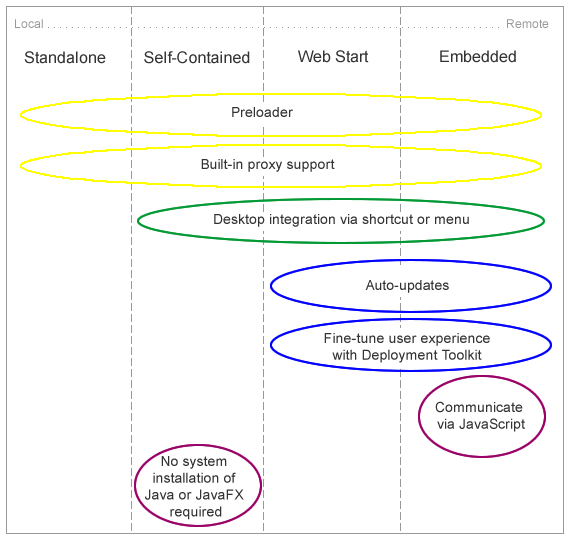 Local Remote
Standalone Self-Contained Web Start Embedded
Preloader
Built-in proxy support
Desktop integration via shortcut or menu
Auto-updates
Fine-tune user experience
with Deployment Toolkit
Communicate
via JavaScript
No system
installation of
Java or JavaFX
required